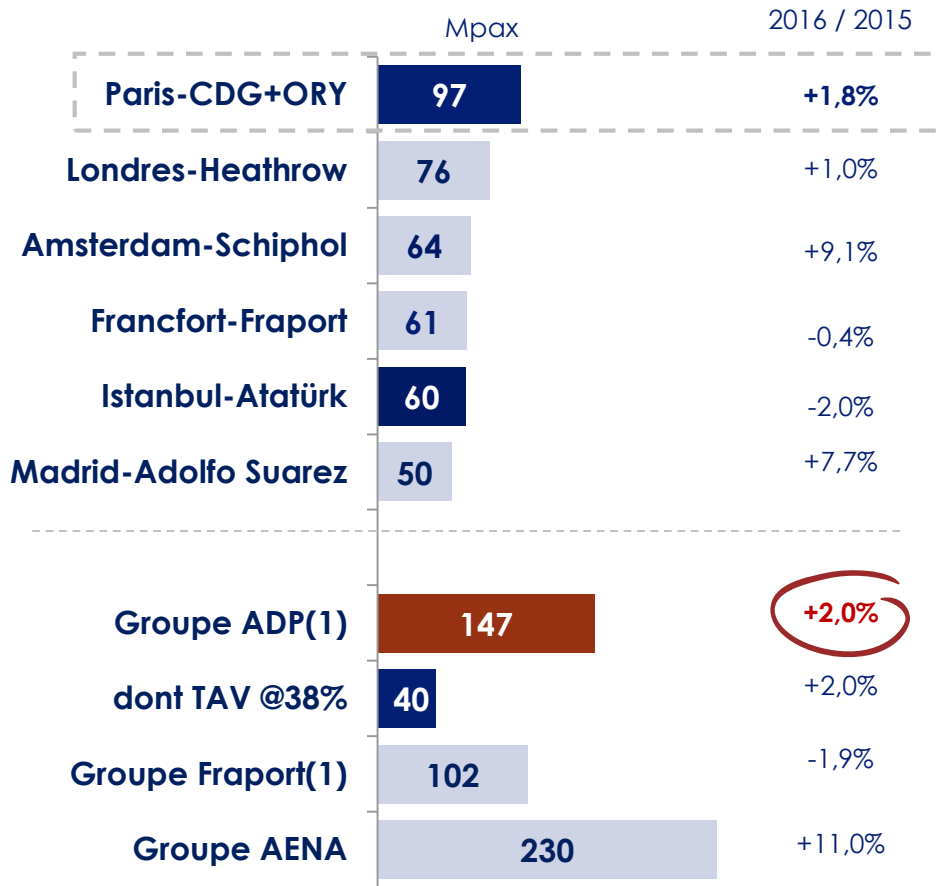 Mpax 2016 / 2015
Paris-CDG+ORY 97 +1,8%
Londres-Heathrow 76 +1,0%
Amsterdam-Schiphol 64 +9,1%
Francfort-Fraport 61 -0,4%
Istanbul-Atatürk 60 -2,0%
Madrid-Adolfo Suarez 50 +7,7%
Groupe ADP(1) 147 +2,0%
dont TAV @38% 40 +2,0%
Groupe Fraport(1) 102 -1,9%
Groupe AENA 230 +11,0%